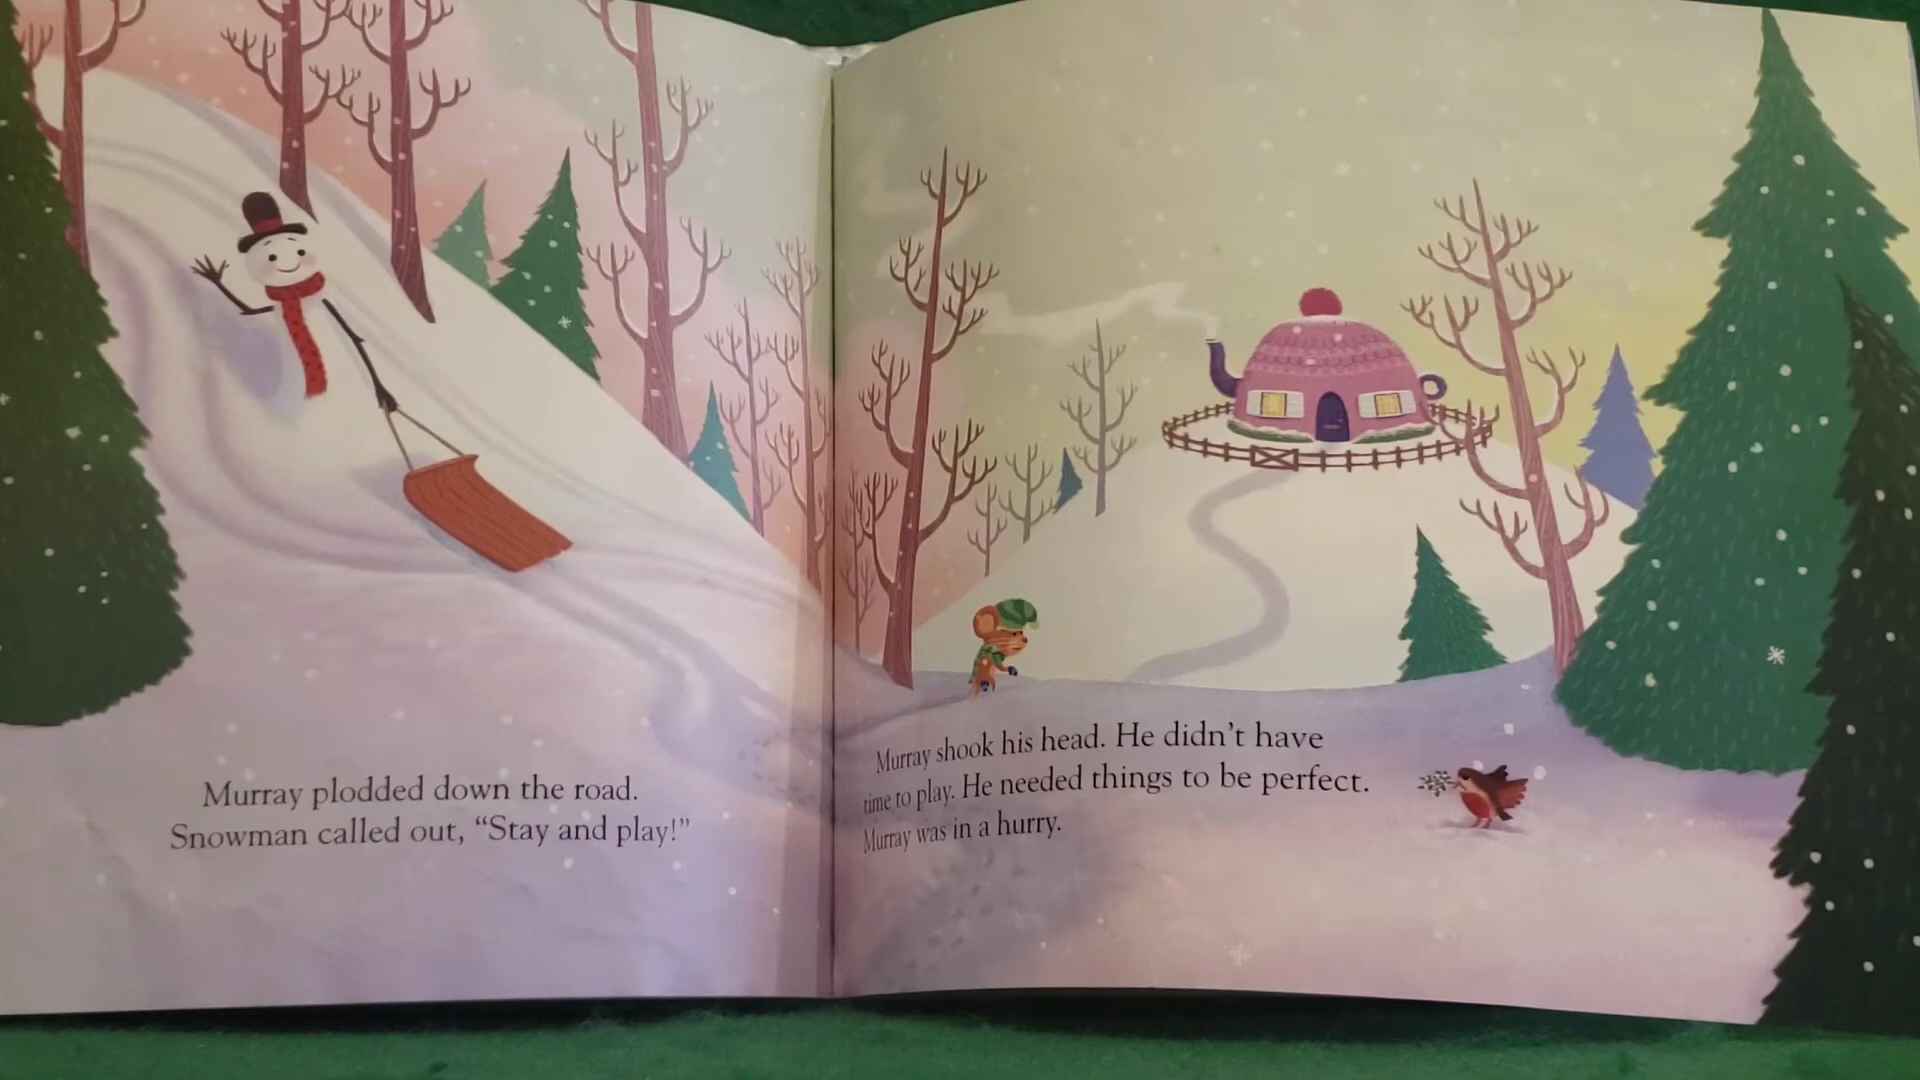 Murray plodded down the road.
Snowman called out, “Stay and play!”
Murray shook his head. He didn’t have
time to play. He needed things to be perfect.
Murray was in a hurry.